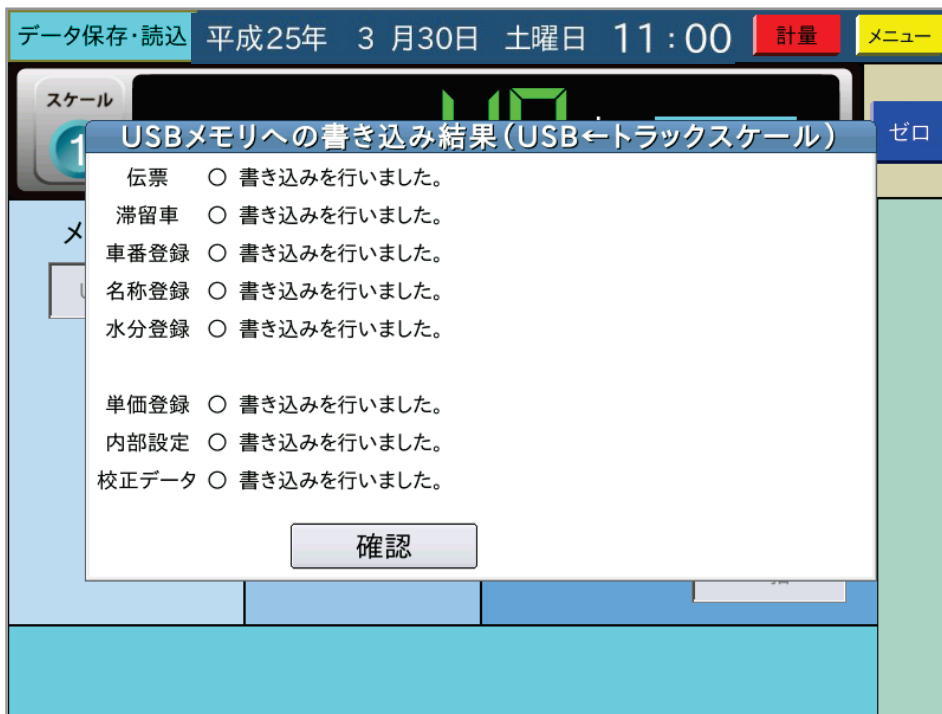 データ保存・読込 平成25年 3月30日 土曜日 11:00 計量 メニュー
スケール
1
ゼロ
USBメモリへの書き込み結果(USB←トラックスケール)
伝票 ○ 書き込みを行いました。
滞留車 ○ 書き込みを行いました。
車番登録 ○ 書き込みを行いました。
名称登録 ○ 書き込みを行いました。
水分登録 ○ 書き込みを行いました。
単価登録 ○ 書き込みを行いました。
内部設定 ○ 書き込みを行いました。
校正データ ○ 書き込みを行いました。
確認